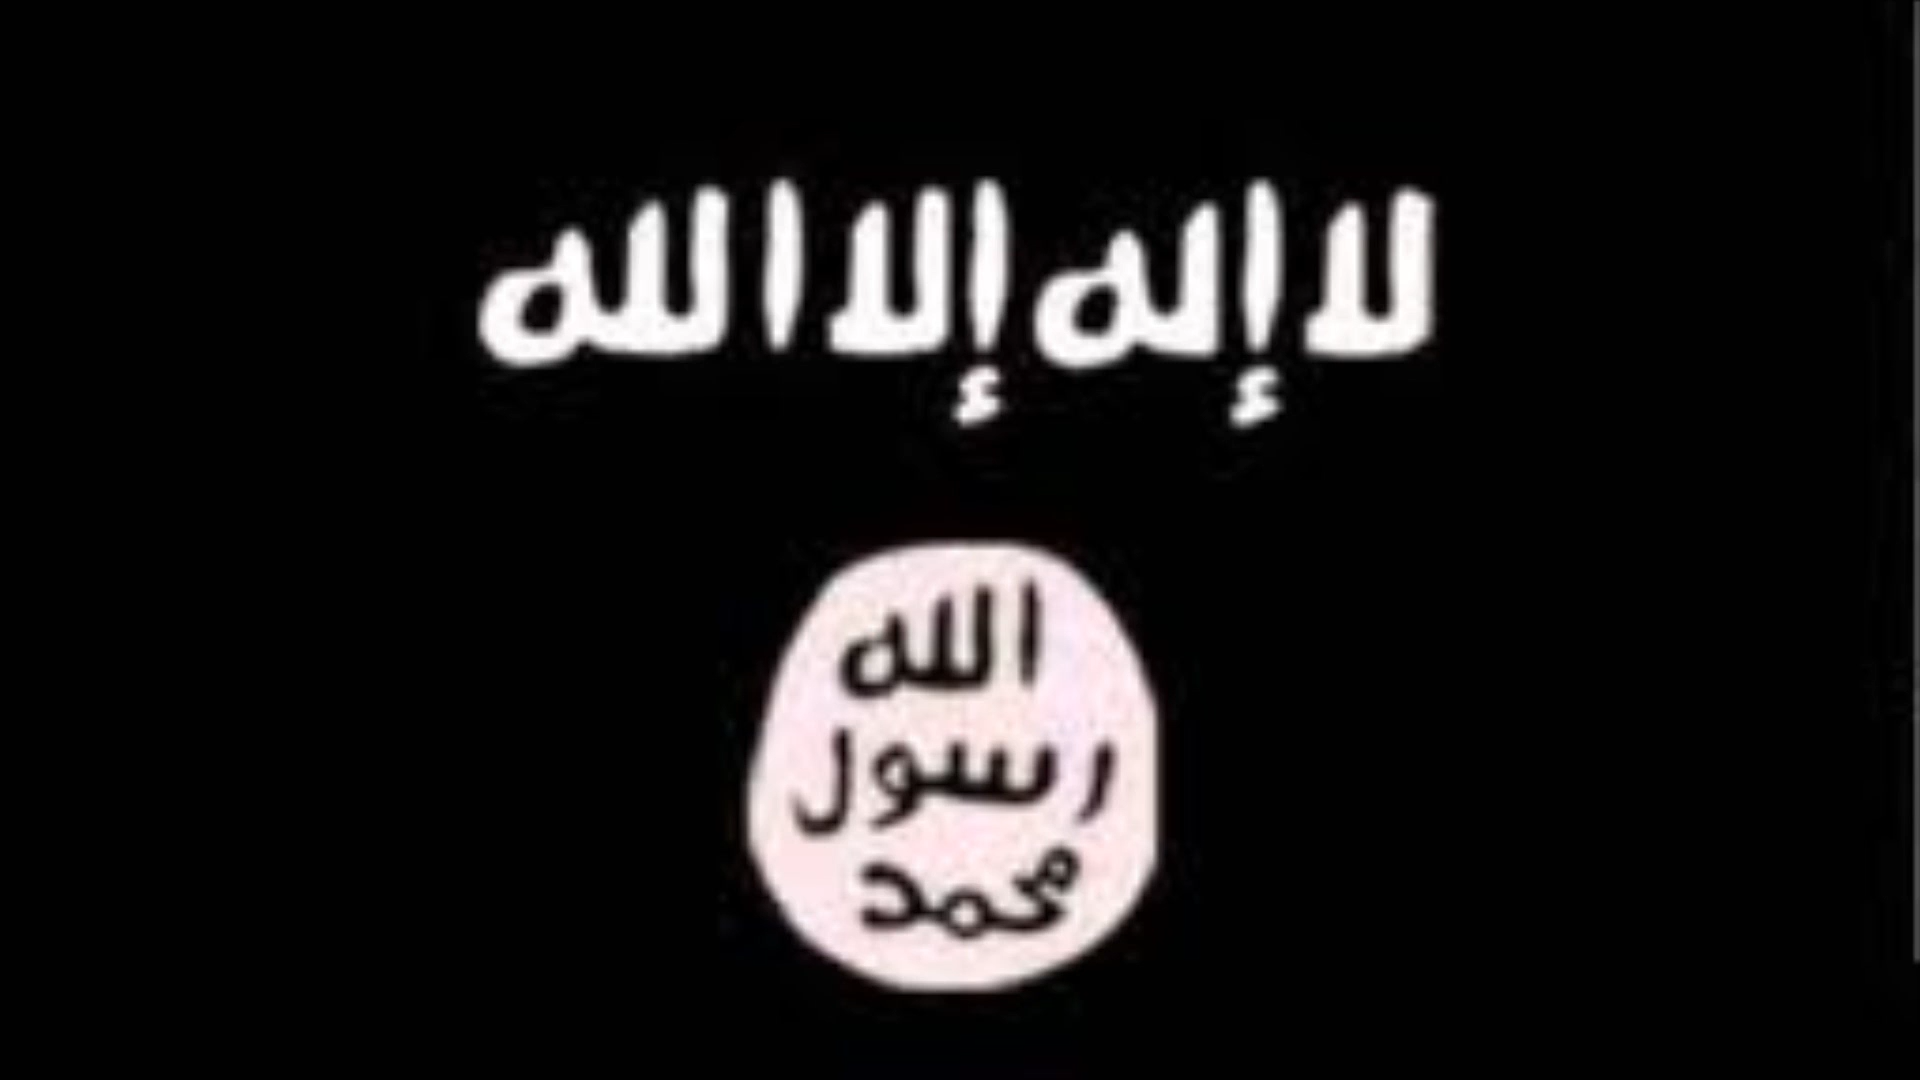 لا إله إلا الله
الله
رسول
محمد